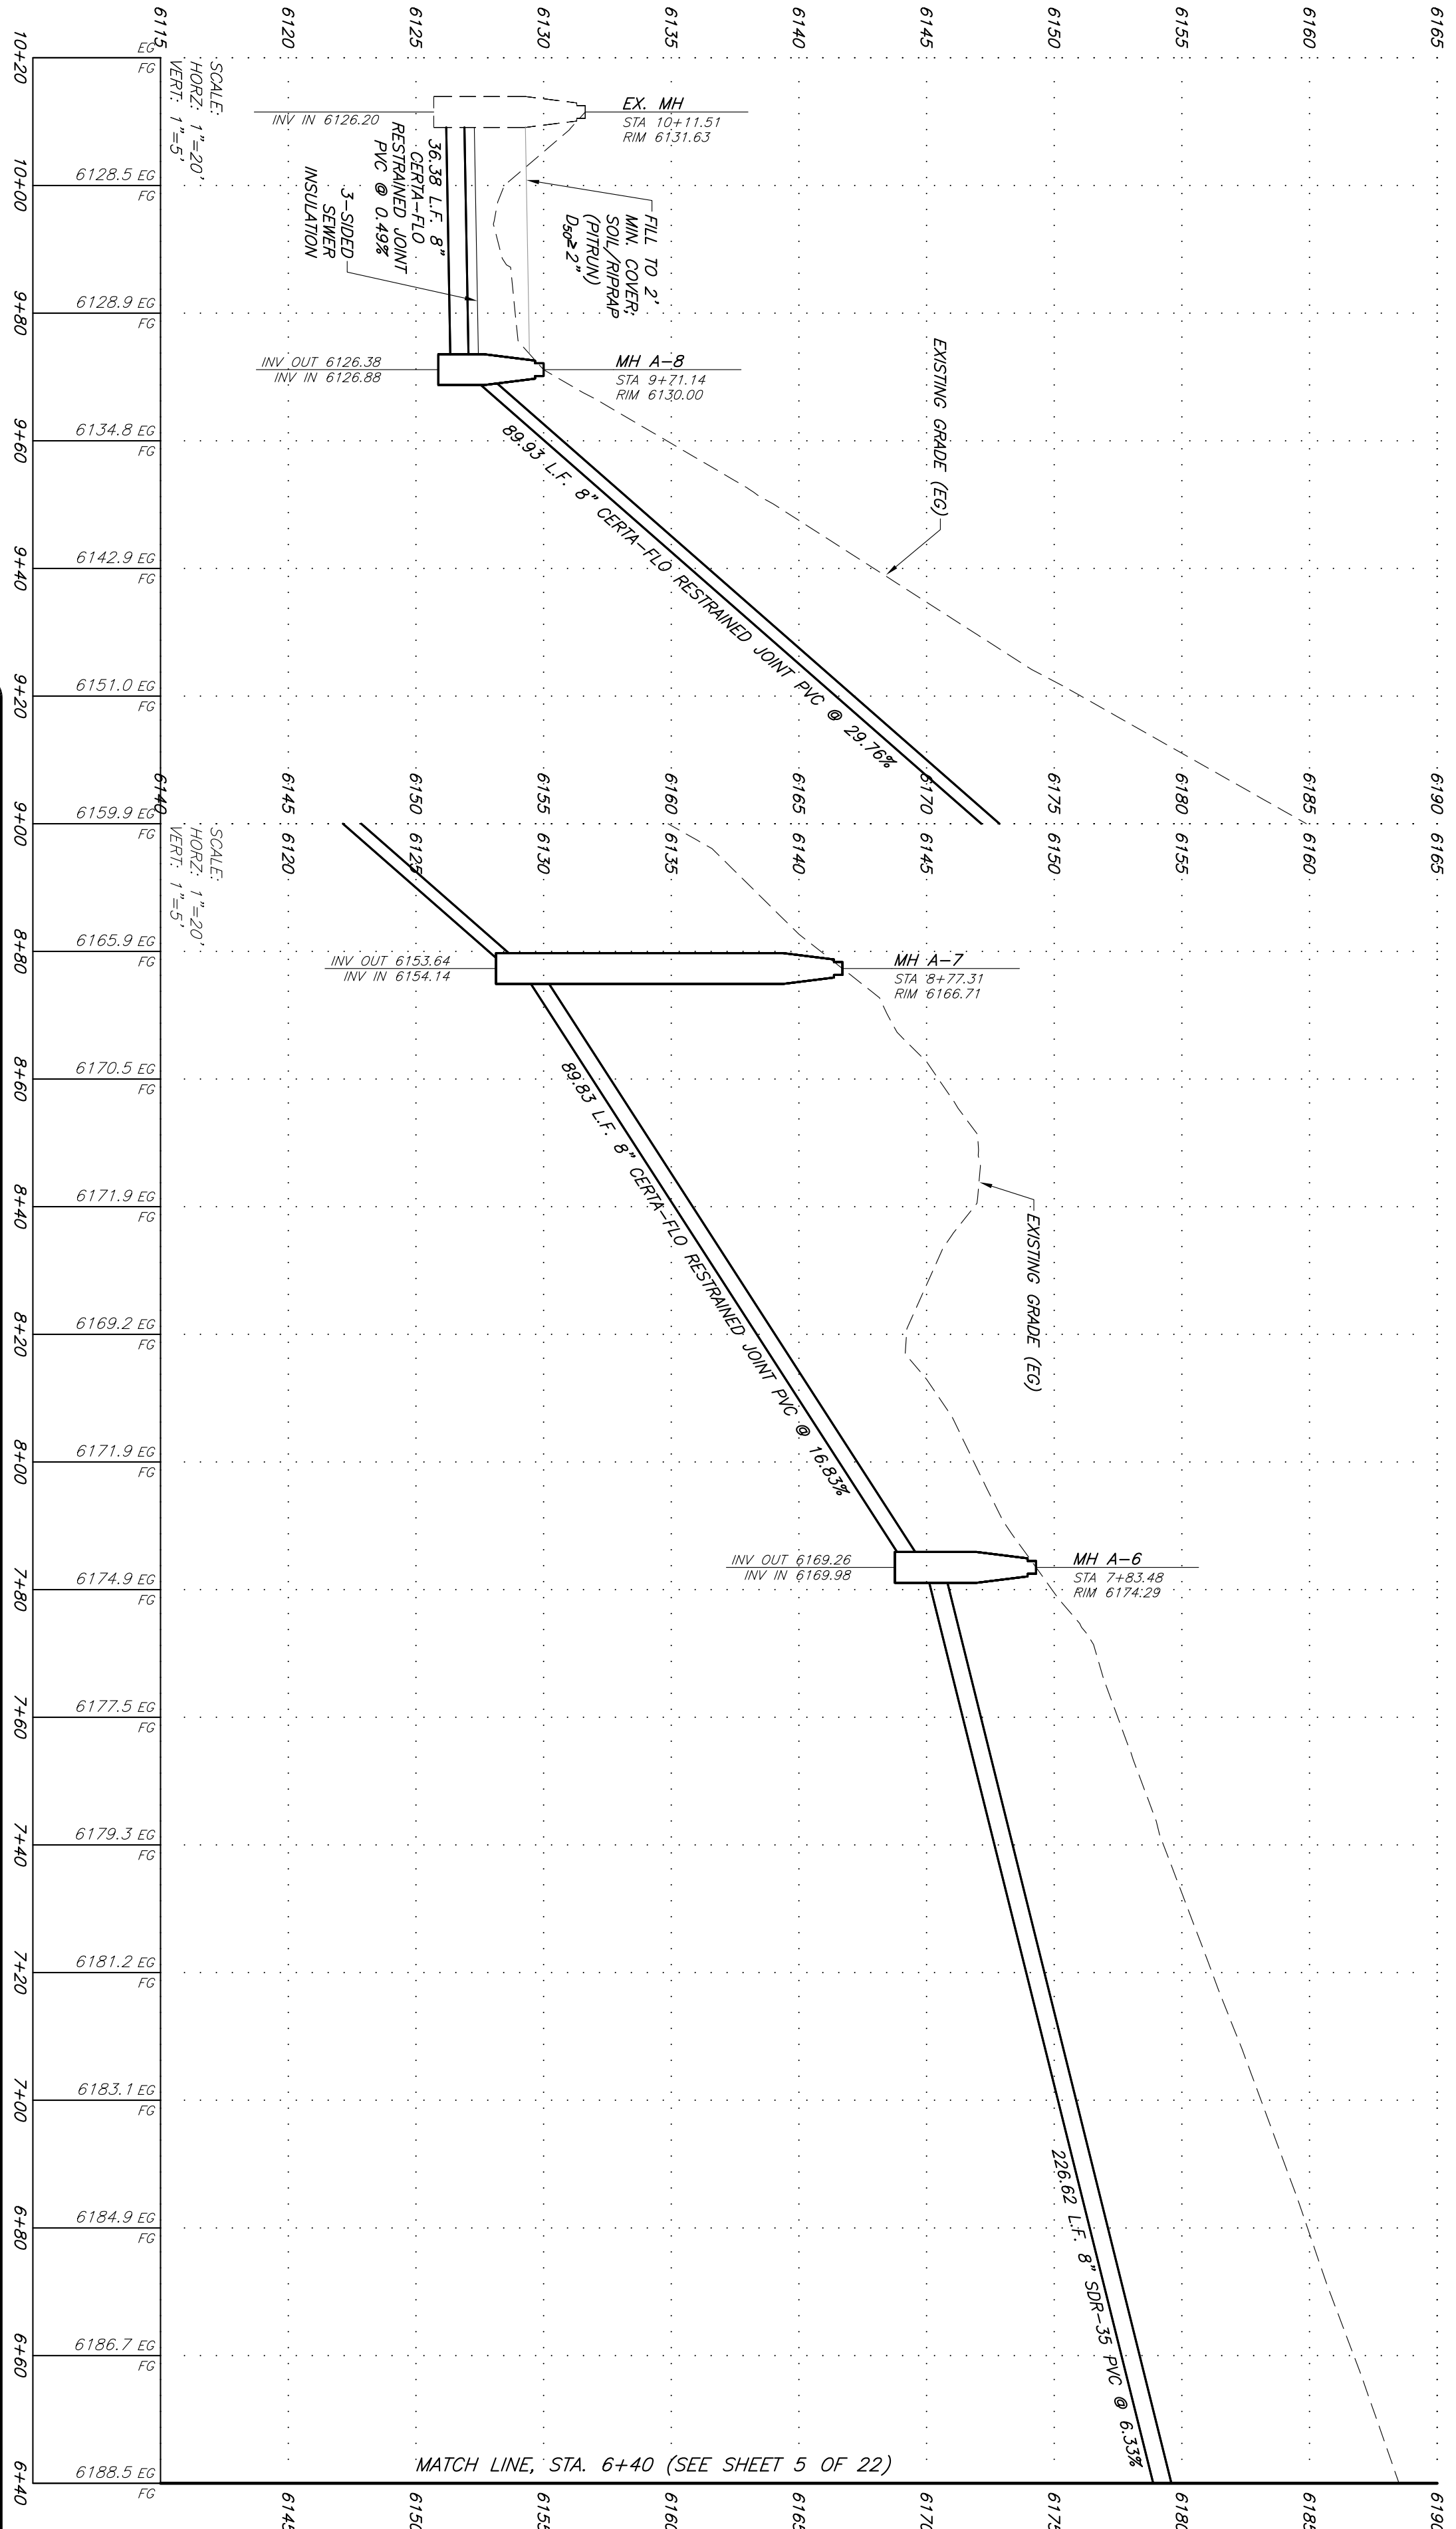 6115
6120
6125
6130
6135
6140
6145
6150
6155
6160
6165
SCALE:
HORZ: 1"=20'
VERT: 1"=5'
EX. MH
STA 10+11.51
RIM 6131.63
INV IN 6126.20
36.38 L.F. 8"
CERTA-FLO
RESTRAINED JOINT
PVC @ 0.49%
3-SIDED
SEWER
INSULATION
FILL TO 2'
MIN. COVER;
SOIL/RIPRAP
(PITRUN)
D50≥2"
MH A-8
STA 9+71.14
RIM 6130.00
INV OUT 6126.38
INV IN 6126.88
EXISTING GRADE (EG)
89.93 L.F. 8" CERTA-FLO RESTRAINED JOINT PVC @ 29.76%
6140
6145
6150
6155
6160
6165
6170
6175
6180
6185
6190
6120
6125
6130
6135
6140
6145
6150
6155
6160
6165
SCALE:
HORZ: 1"=20'
VERT: 1"=5'
MH A-7
STA 8+77.31
RIM 6166.71
INV OUT 6153.64
INV IN 6154.14
89.83 L.F. 8" CERTA-FLO RESTRAINED JOINT PVC @ 16.83%
EXISTING GRADE (EG)
MH A-6
STA 7+83.48
RIM 6174.29
INV OUT 6169.26
INV IN 6169.98
226.62 L.F. 8" SDR-35 PVC @ 6.33%
MATCH LINE, STA. 6+40 (SEE SHEET 5 OF 22)
EG
FG
10+20
6128.5 EG
FG
10+00
6128.9 EG
FG
9+80
6134.8 EG
FG
9+60
6142.9 EG
FG
9+40
6151.0 EG
FG
9+20
6159.9 EG
FG
9+00
6165.9 EG
FG
8+80
6170.5 EG
FG
8+60
6171.9 EG
FG
8+40
6169.2 EG
FG
8+20
6171.9 EG
FG
8+00
6174.9 EG
FG
7+80
6177.5 EG
FG
7+60
6179.3 EG
FG
7+40
6181.2 EG
FG
7+20
6183.1 EG
FG
7+00
6184.9 EG
FG
6+80
6186.7 EG
FG
6+60
6188.5 EG
FG
6+40